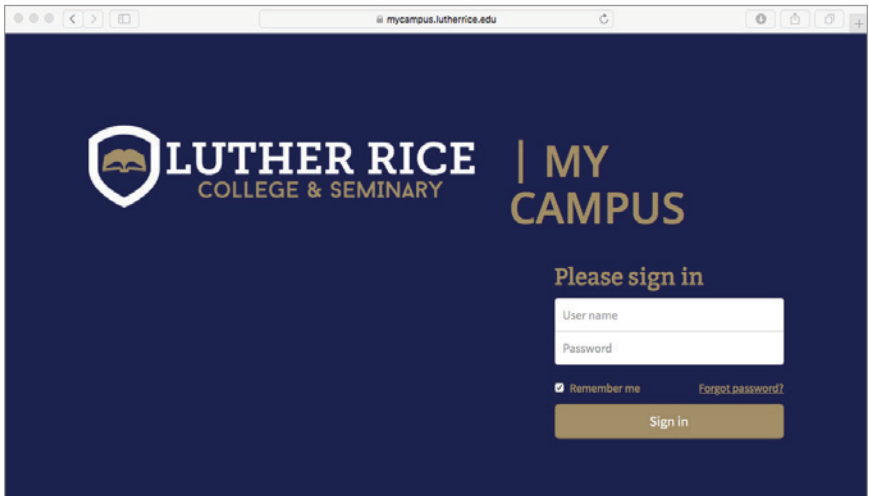 mycampus.lutherrice.edu
LUTHER RICE
COLLEGE & SEMINARY
| MY
CAMPUS
Please sign in
User name
Password
Remember me
Forgot password?
Sign in